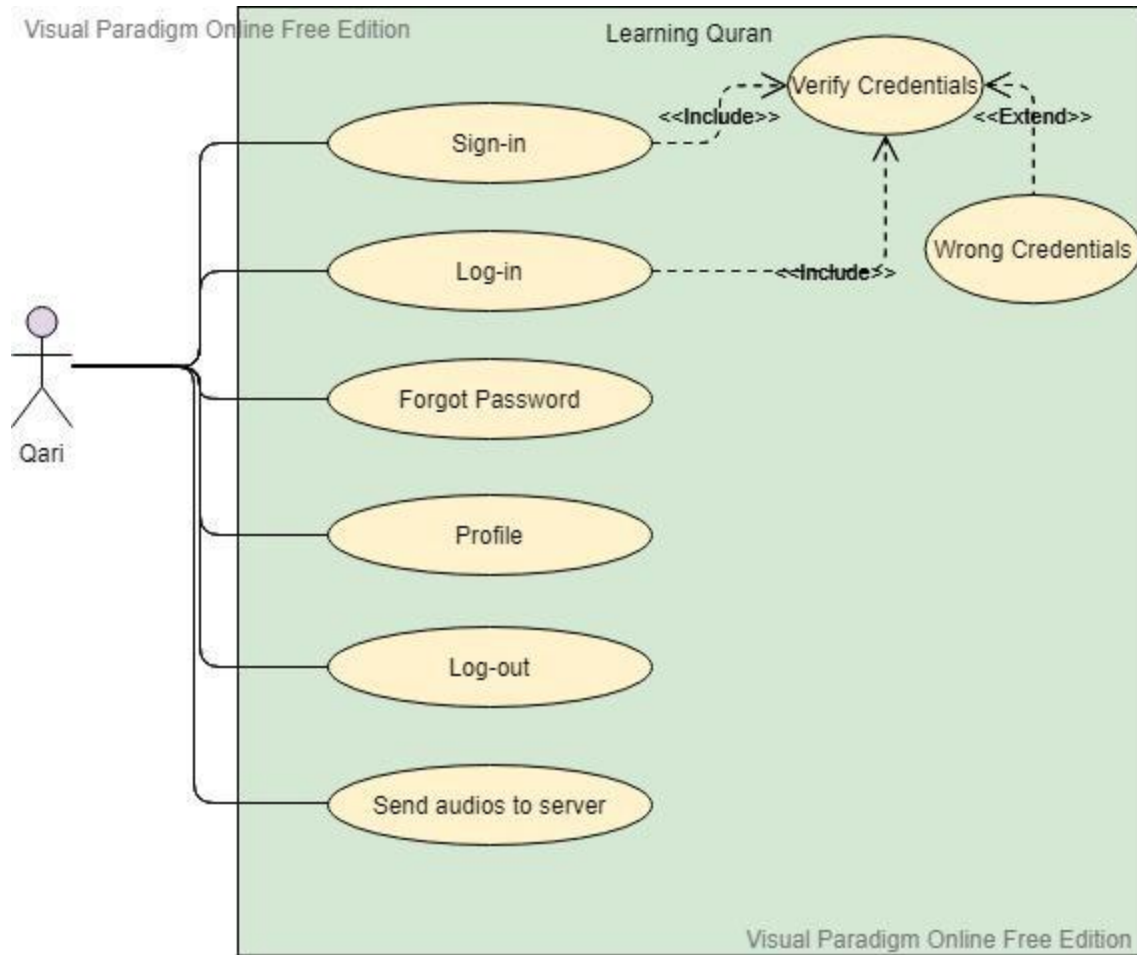 Visual Paradigm Online Free Edition
Learning Quran
Verify Credentials
<<Include>>
<<Extend>>
Sign-in
Wrong Credentials
Log-in
<<Include>>
Forgot Password
Qari
Profile
Log-out
Send audios to server
Visual Paradigm Online Free Edition